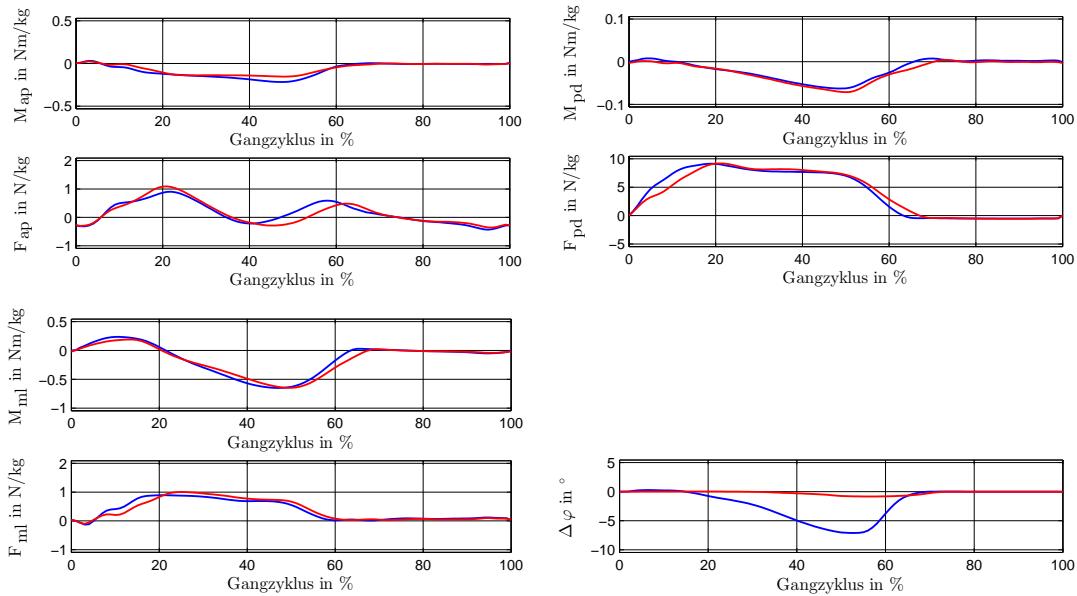 M ap in Nm/kg
0.5
0
−0.5
0 20 40 60 80 100
Gangzyklus in %
M pd in Nm/kg
0.1
0
−0.1
0 20 40 60 80 100
Gangzyklus in %
F ap in N/kg
2
1
0
−1
0 20 40 60 80 100
Gangzyklus in %
F pd in N/kg
10
5
0
−5
0 20 40 60 80 100
Gangzyklus in %
M ml in Nm/kg
0.5
0
−0.5
−1
0 20 40 60 80 100
Gangzyklus in %
F ml in N/kg
2
1
0
−1
0 20 40 60 80 100
Gangzyklus in %
Δ φ in °
5
0
−5
−10
0 20 40 60 80 100
Gangzyklus in %